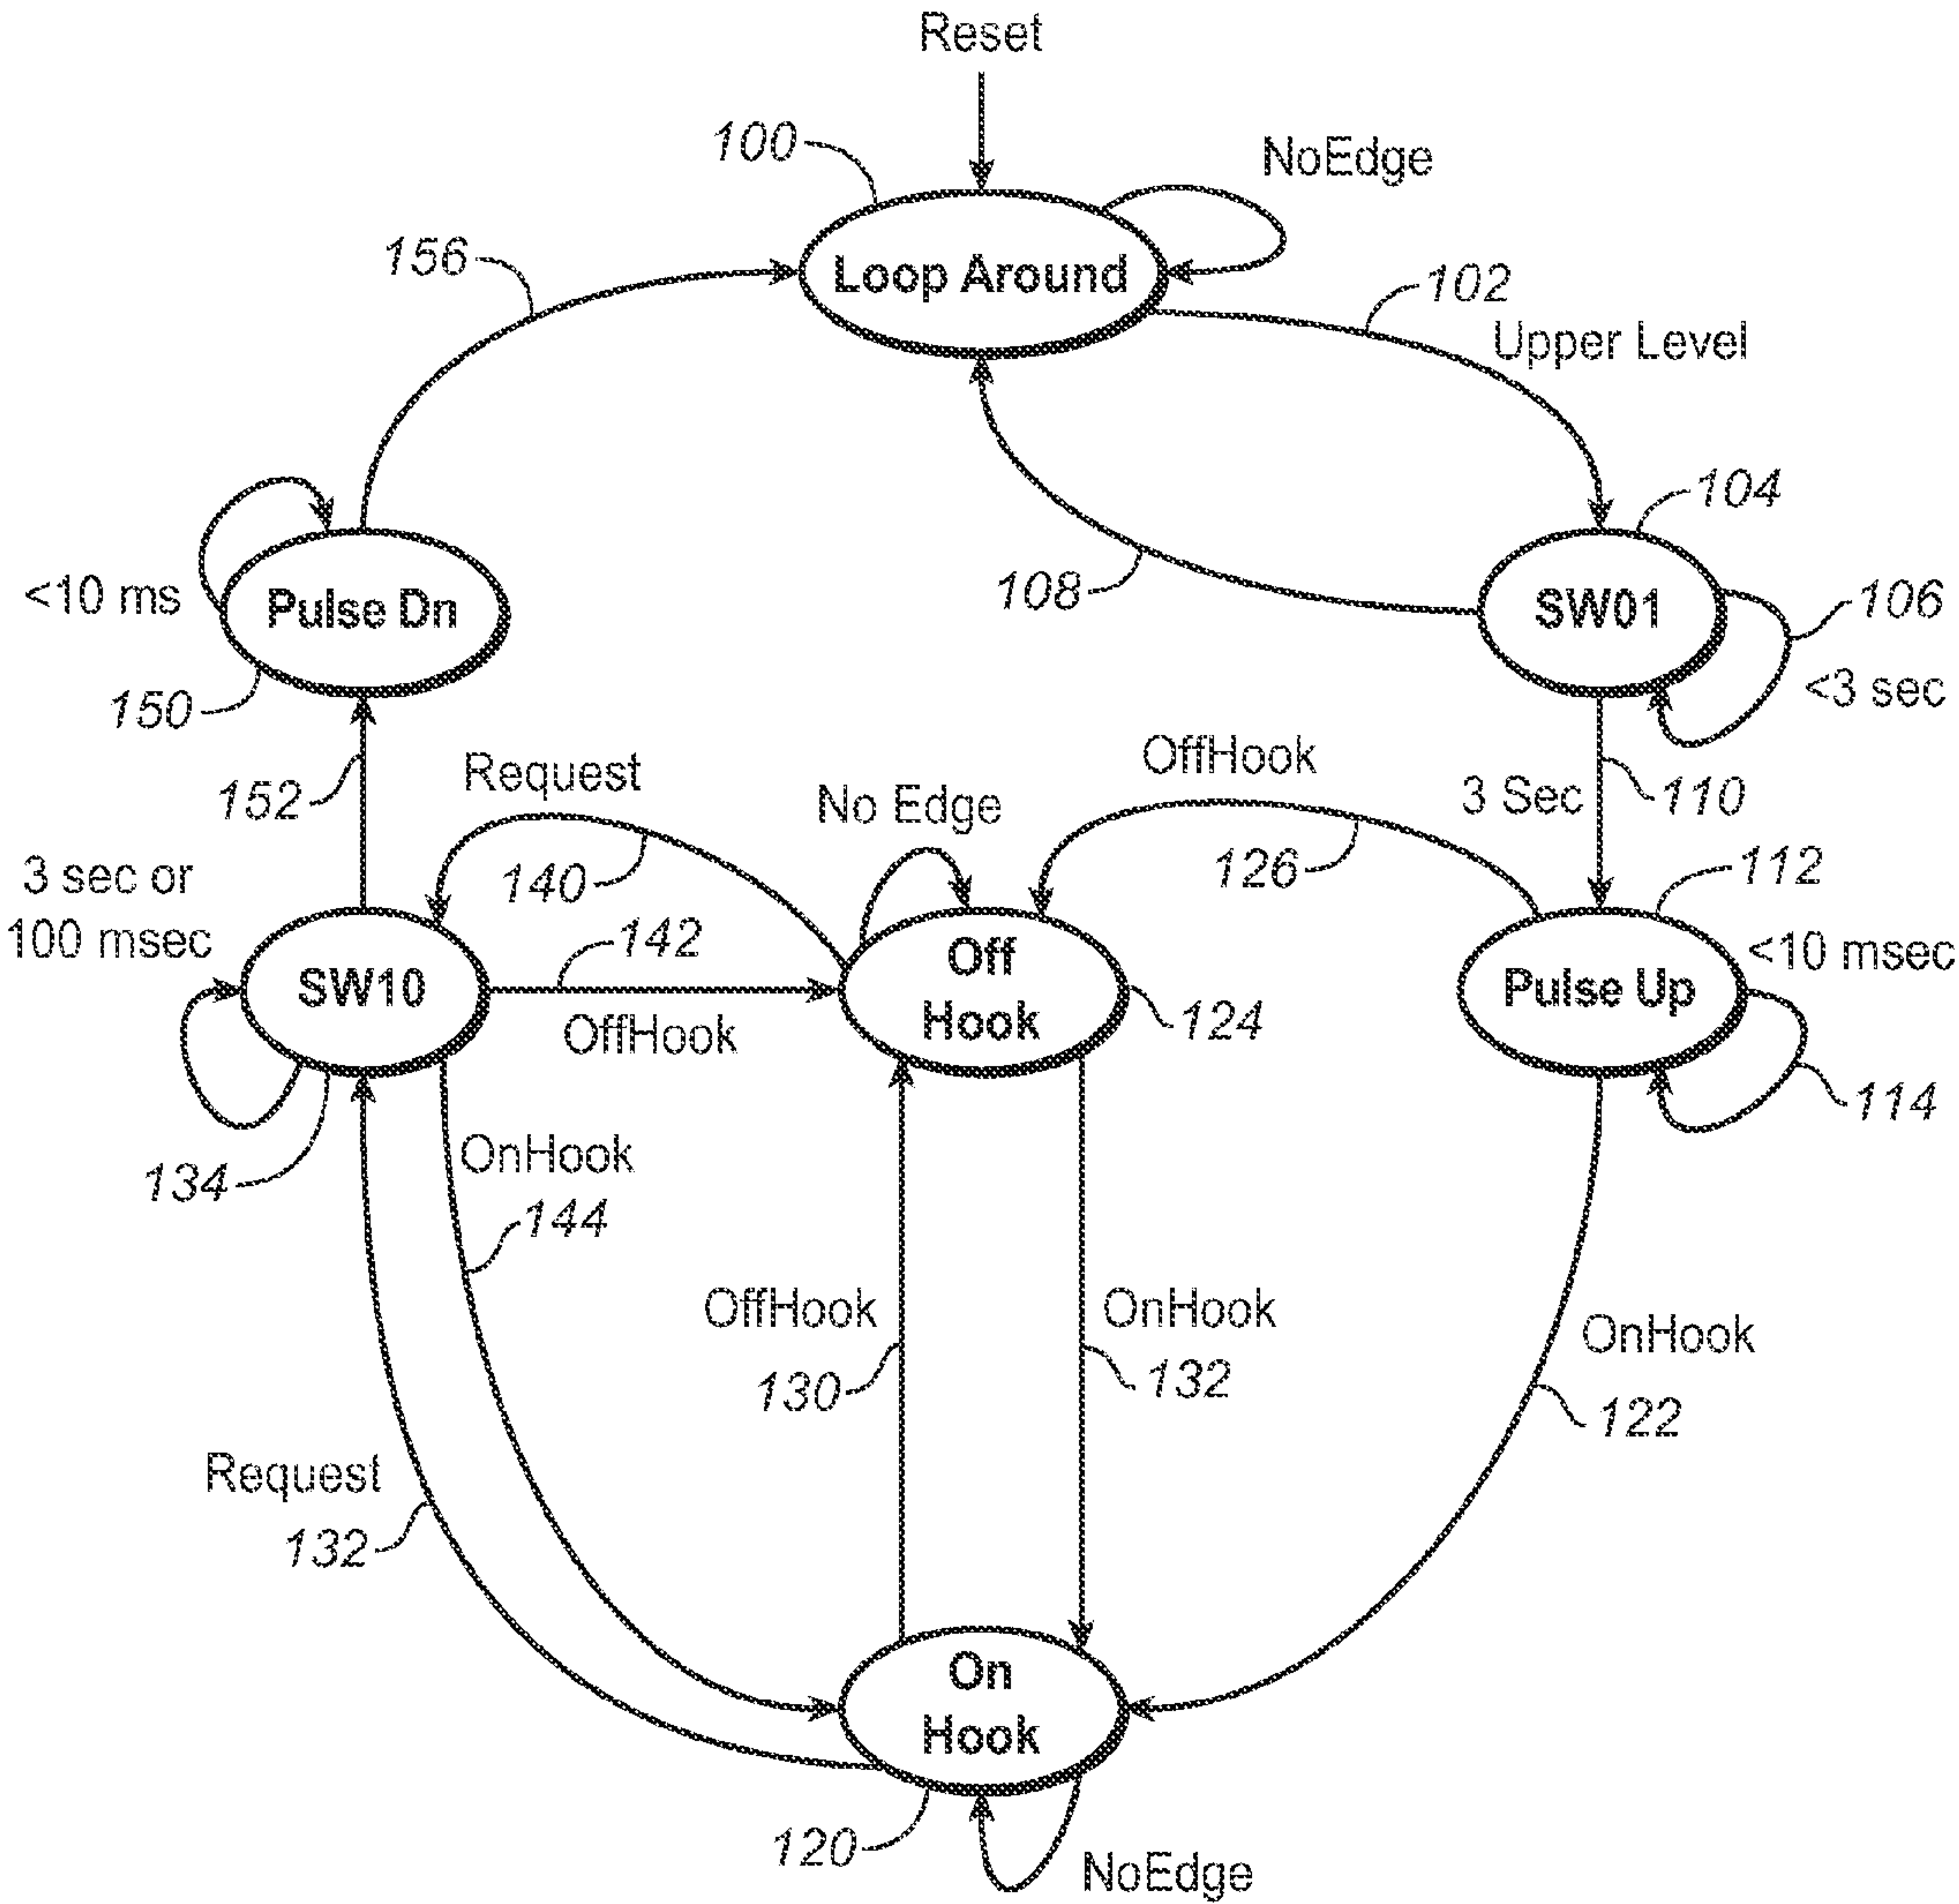 Reset
100
NoEdge
156
Loop Around
102
Upper Level
104
<10 ms
Pulse Dn
108
SW01
106
<3 sec
150
152
Request
No Edge
OffHook
3 Sec
110
3 sec or
100 msec
140
126
112
142
Off
Hook
<10 msec
SW10
Pulse Up
OffHook
124
114
134
OnHook
144
OffHook
130
OnHook
132
OnHook
122
Request
132
On
Hook
120
NoEdge